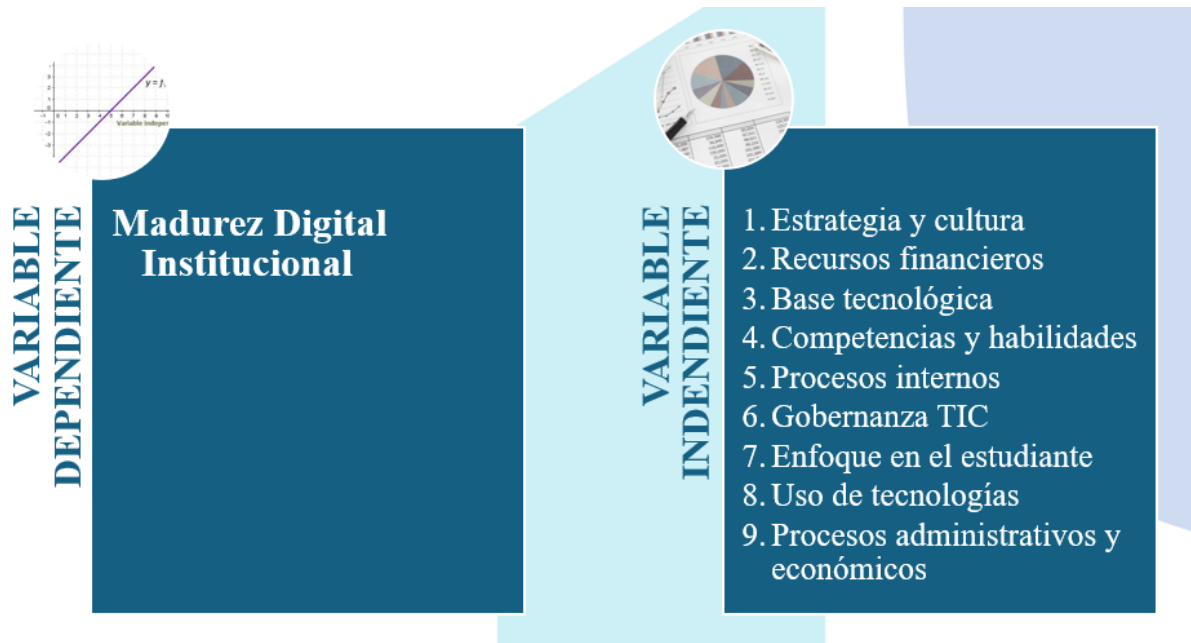 y = f
Variable indepen
VARIABLE
DEPENDIENTE
Madurez Digital
Institucional
VARIABLE
INDENDIENTE
1. Estrategia y cultura
2. Recursos financieros
3. Base tecnológica
4. Competencias y habilidades
5. Procesos internos
6. Gobernanza TIC
7. Enfoque en el estudiante
8. Uso de tecnologías
9. Procesos administrativos y
económicos